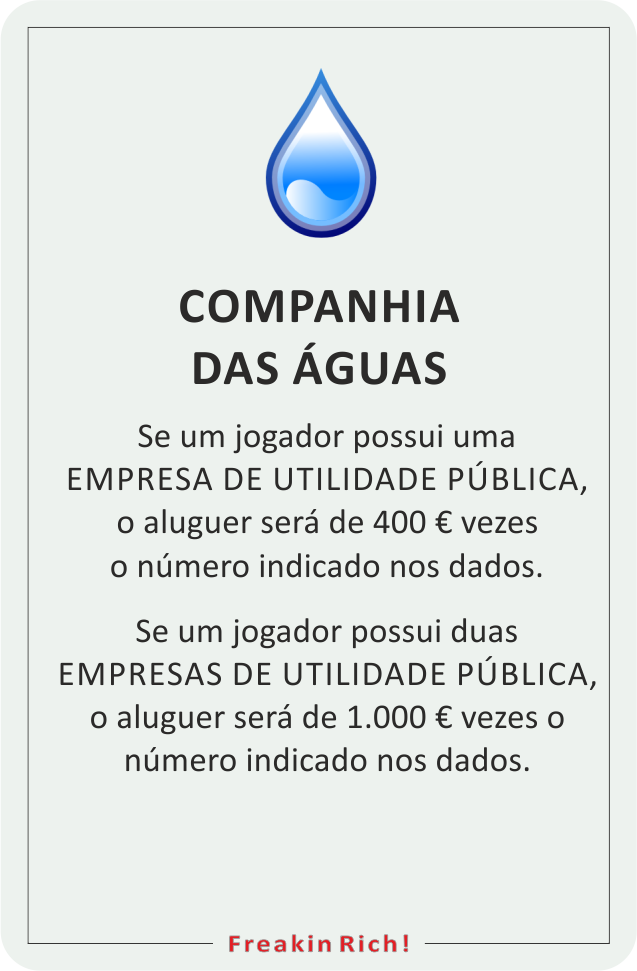 COMPANHIA
DAS ÁGUAS
Se um jogador possui uma
EMPRESA DE UTILIDADE PÚBLICA,
o aluguer será de 400 € vezes
o número indicado nos dados.
Se um jogador possui duas
EMPRESAS DE UTILIDADE PÚBLICA,
o aluguer será de 1.000 € vezes o
número indicado nos dados.
Freakin Rich!